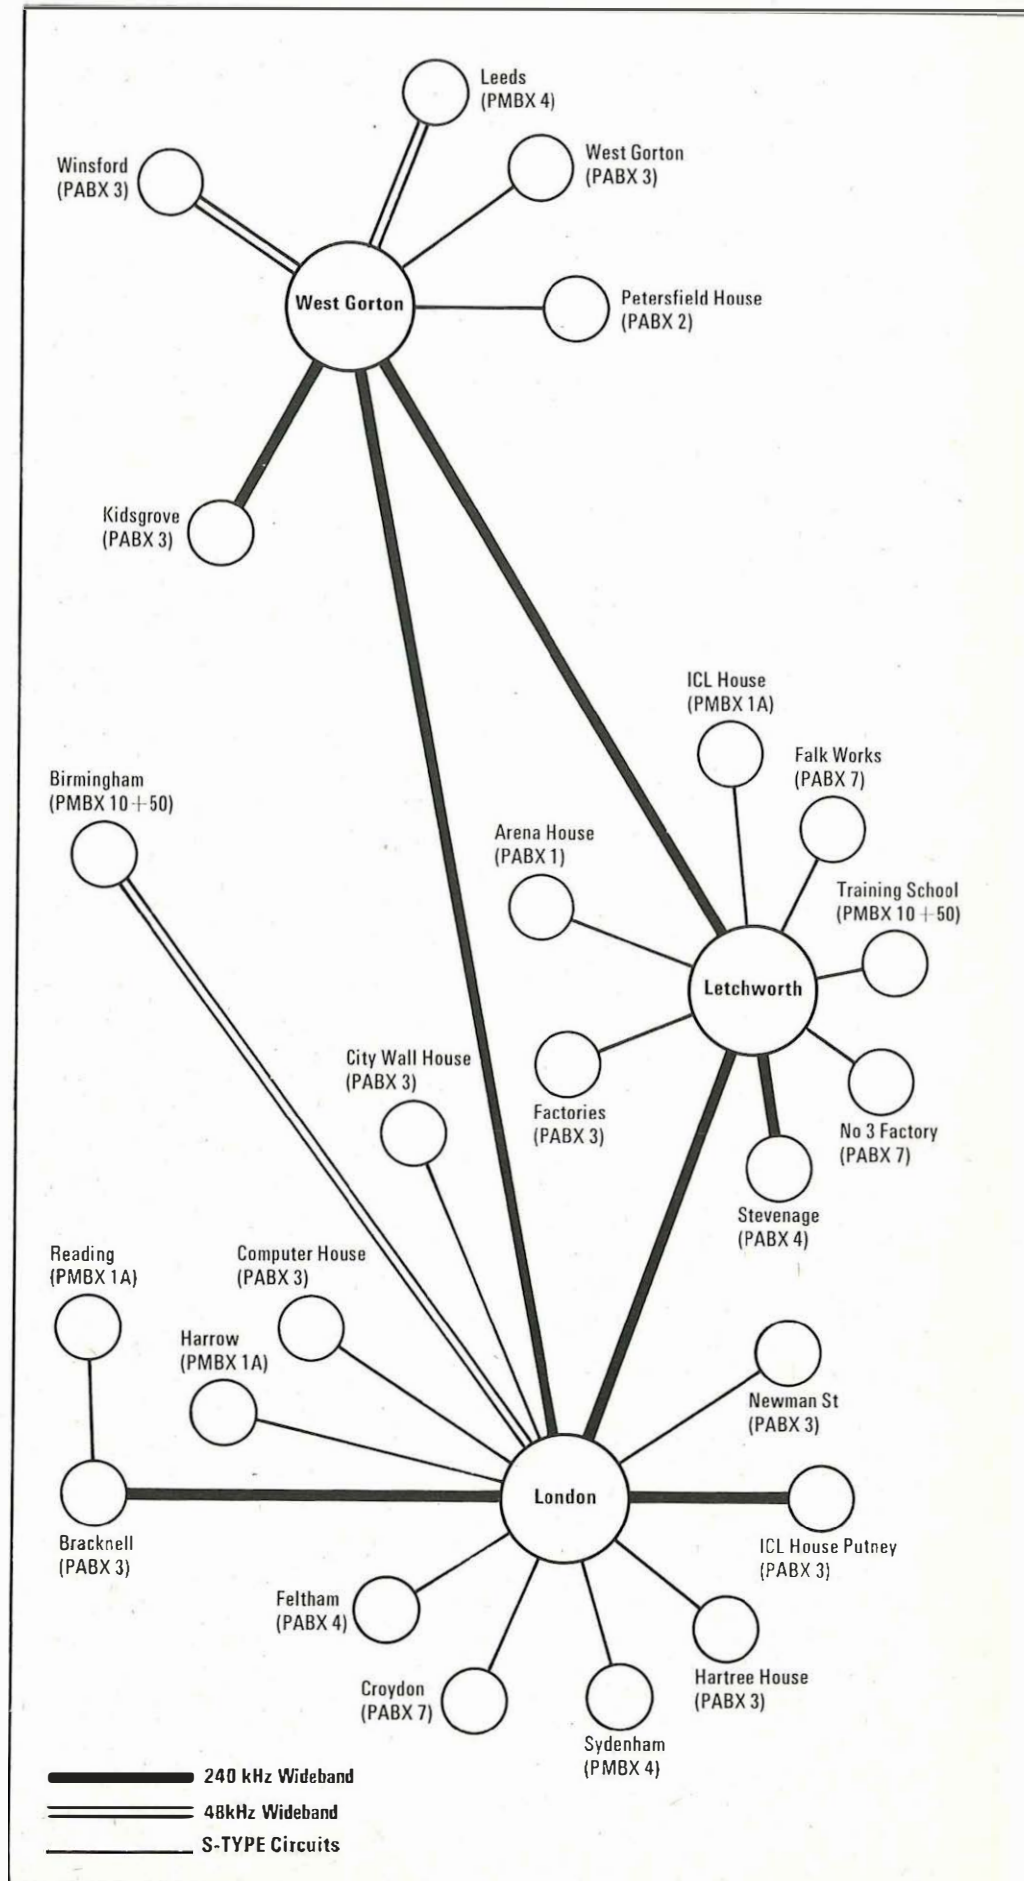 Leeds
(PMBX 4)
West Gorton
(PABX 3)
Winsford
(PABX 3)
West Gorton
Petersfield House
(PABX 2)
Kidsgrove
(PABX 3)
ICL House
(PMBX 1A)
Falk Works
(PABX 7)
Birmingham
(PMBX 10+50)
Arena House
(PABX 1)
Training School
(PMBX 10+50)
Letchworth
City Wall House
(PABX 3)
Factories
(PABX 3)
No 3 Factory
(PABX 7)
Stevenage
(PABX 4)
Reading
(PMBX 1A)
Computer House
(PABX 3)
Harrow
(PMBX 1A)
Newman St
(PABX 3)
London
Bracknell
(PABX 3)
ICL House Putney
(PABX 3)
Feltham
(PABX 4)
Hartree House
(PABX 3)
Croydon
(PABX 7)
Sydenham
(PMBX 4)
240 kHz Wideband
48kHz Wideband
S-TYPE Circuits